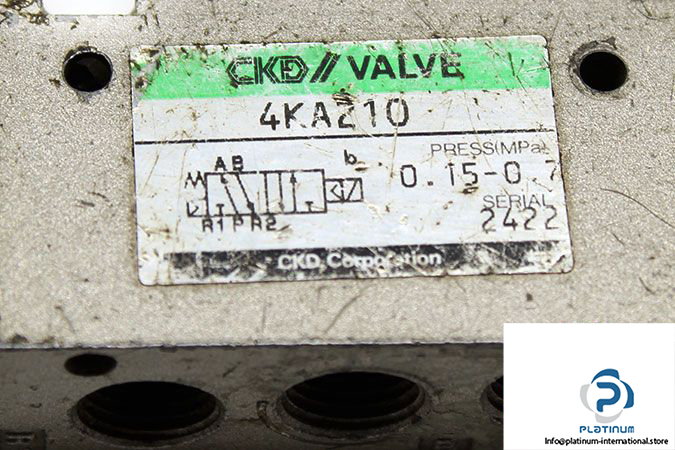 CKD// VALVE
4KA210
A B b
PRESS(MPa)
0.15-0.7
SERIAL
2422
R1 P R2
CKD Corporation
PLATINUM
Info@platinum-international.store